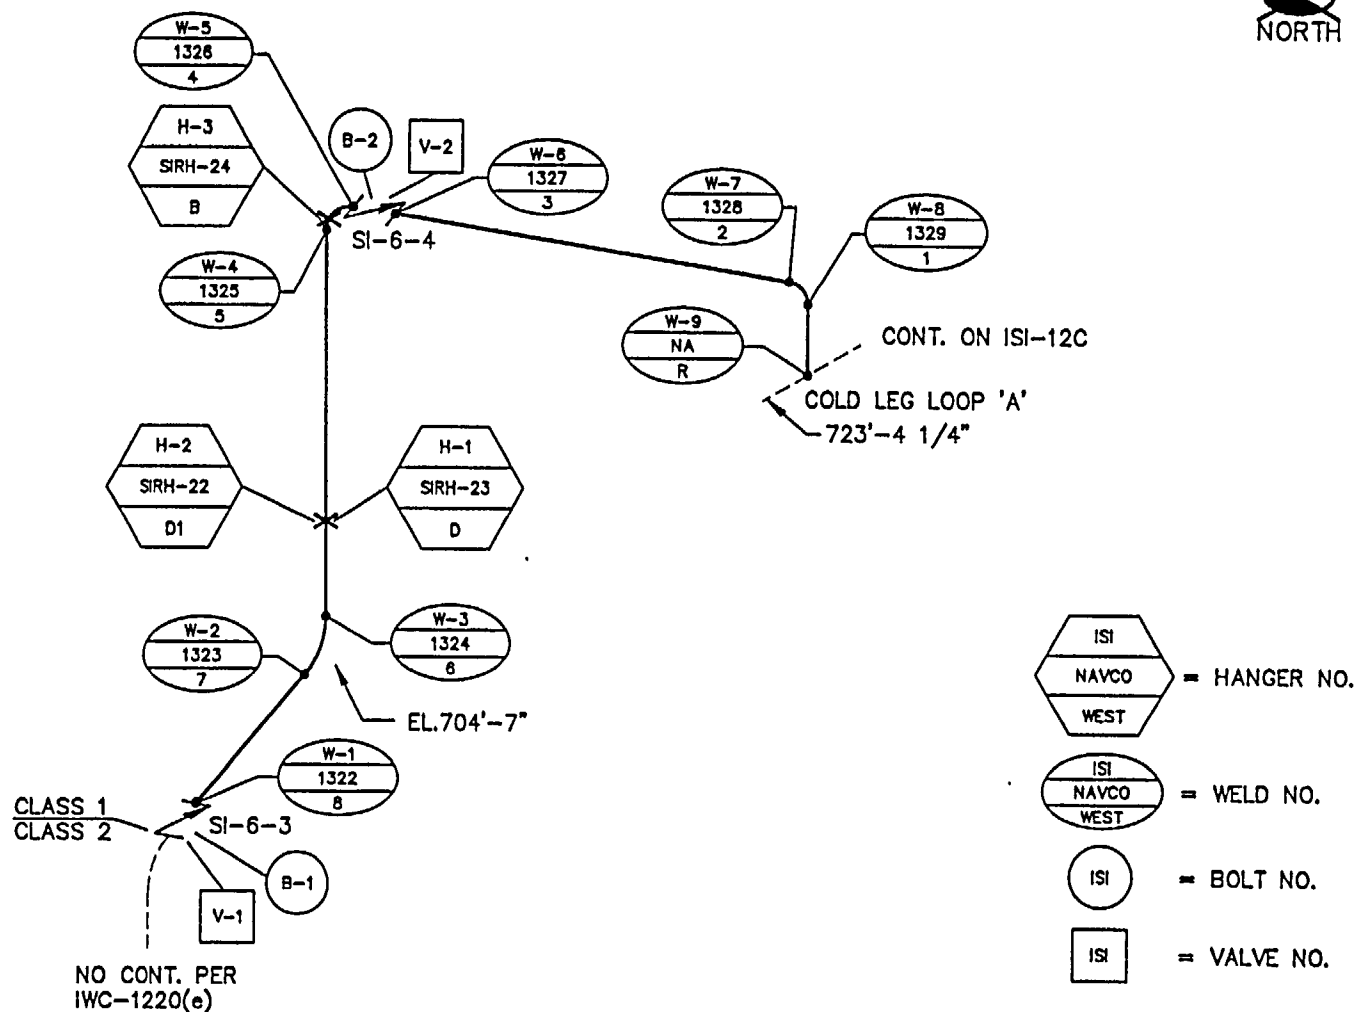 NORTH
W-5
1326
4
H-3
SIRH-24
B
B-2
V-2
W-6
1327
3
SI-6-4
W-7
1328
2
W-8
1329
1
W-4
1325
5
W-9
NA
R
CONT. ON ISI-12C
COLD LEG LOOP 'A'
723'-4 1/4"
H-2
SIRH-22
D1
H-1
SIRH-23
D
W-2
1323
7
W-3
1324
6
EL.704'-7"
W-1
1322
8
CLASS 1
CLASS 2
SI-6-3
B-1
V-1
NO CONT. PER
IWC-1220(e)
ISI
NAVCO
WEST
= HANGER NO.
ISI
NAVCO
WEST
= WELD NO.
ISI
= BOLT NO.
ISI
= VALVE NO.